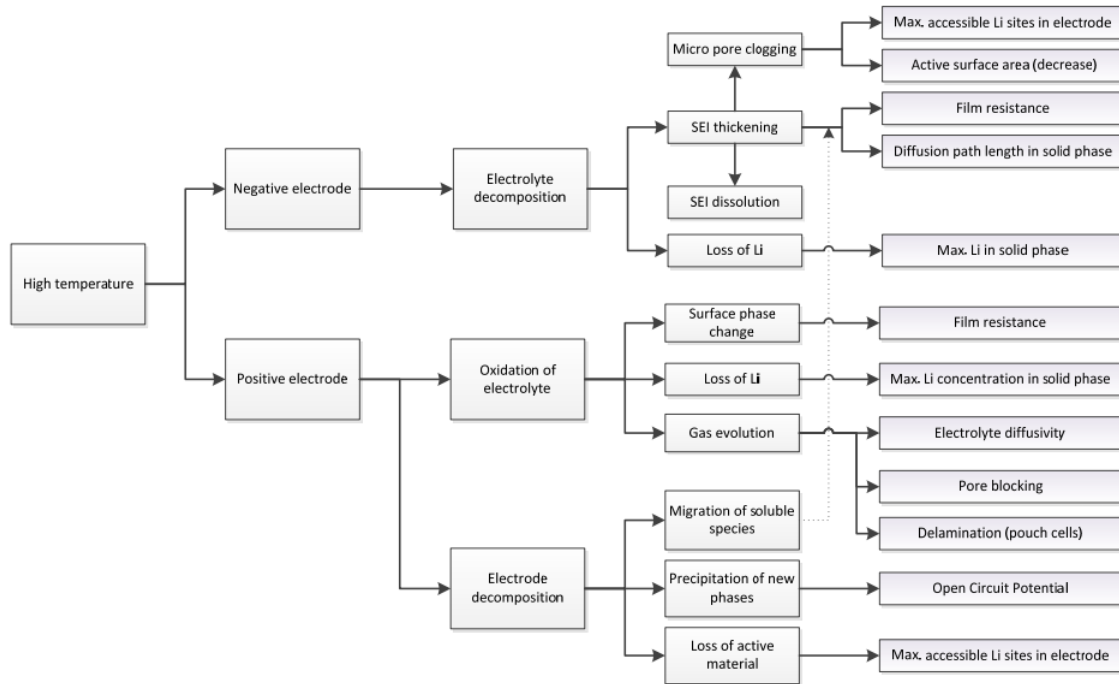 Max. accessible Li sites in electrode
Micro pore clogging
Active surface area (decrease)
Film resistance
SEI thickening
Diffusion path length in solid phase
Negative electrode
Electrolyte
decomposition
SEI dissolution
Loss of Li
Max. Li in solid phase
High temperature
Surface phase
change
Film resistance
Positive electrode
Oxidation of
electrolyte
Loss of Li
Max. Li concentration in solid phase
Gas evolution
Electrolyte diffusivity
Pore blocking
Migration of soluble
species
Delamination (pouch cells)
Electrode
decomposition
Precipitation of new
phases
Open Circuit Potential
Loss of active
material
Max. accessible Li sites in electrode